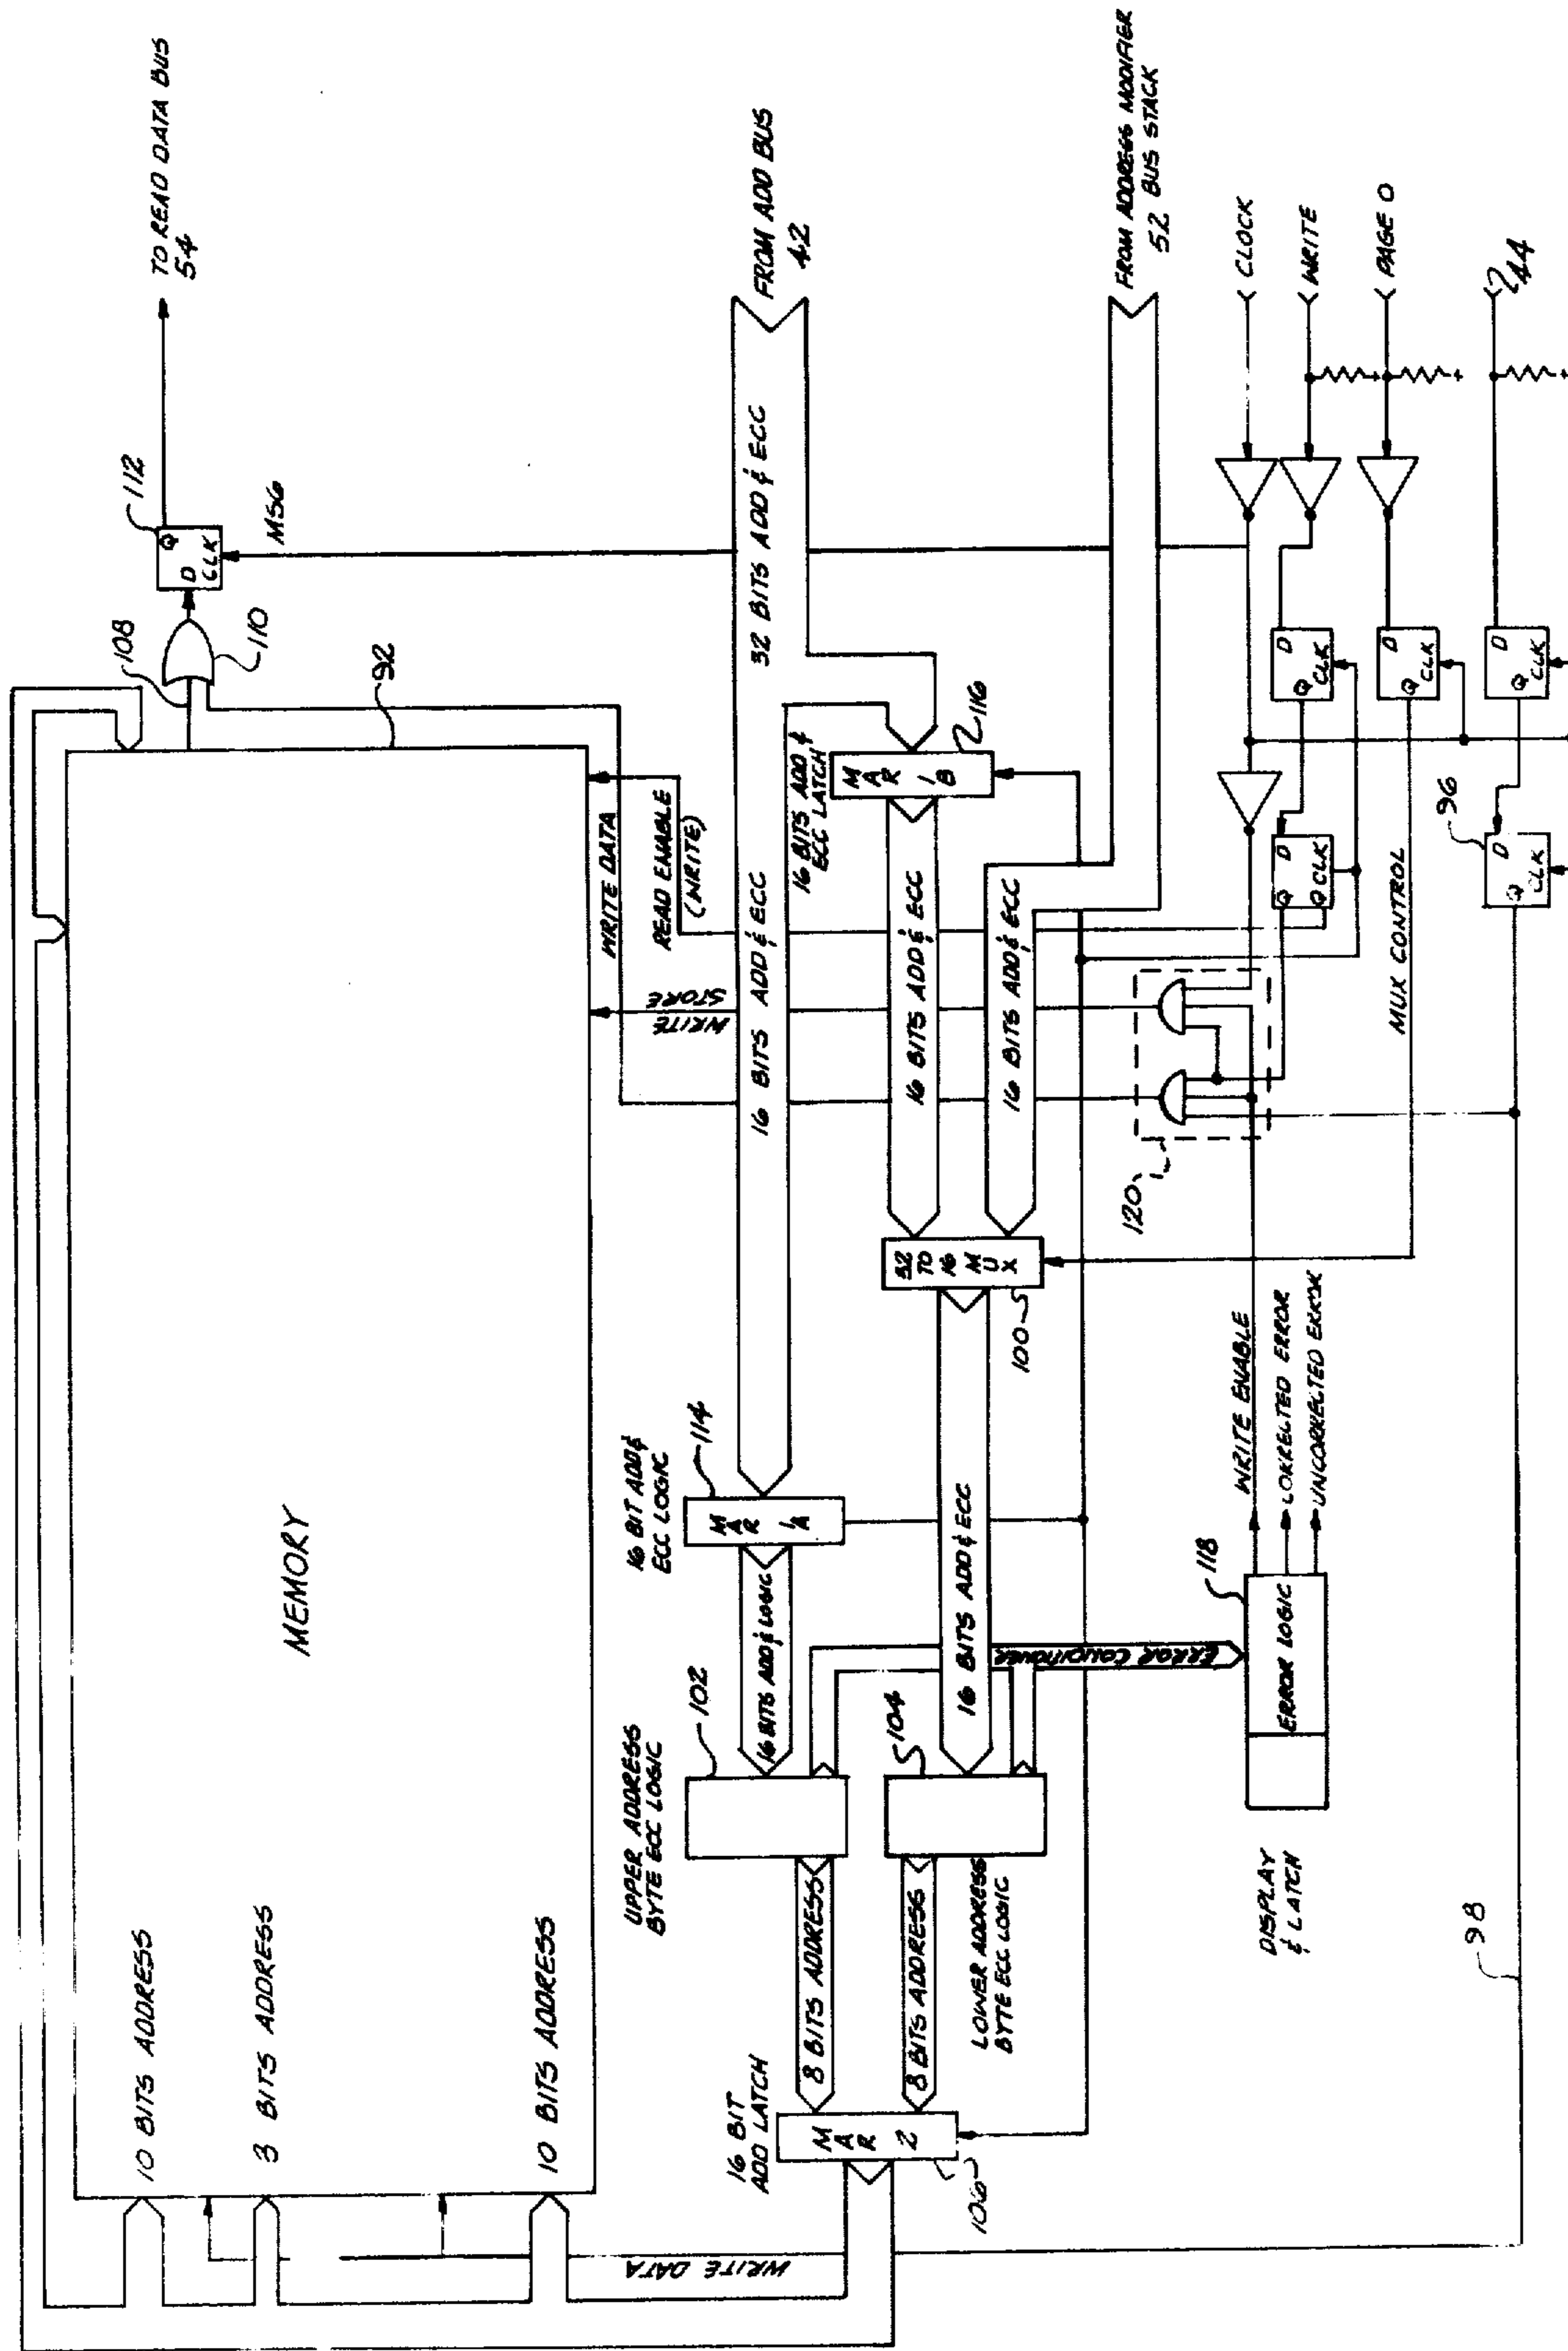 TO READ DATA BUS
54
112
D
Q
CLK
MSG
108
110
92
MEMORY
10 BITS ADDRESS
3 BITS ADDRESS
10 BITS ADDRESS
WRITE DATA
READ ENABLE
(WRITE)
WRITE
STORE
WRITE DATA
FROM ADD BUS
42
32 BITS ADD & ECC
16 BITS ADD & ECC
16 BITS ADD &
ECC LATCH
MAR
1B
116
16 BITS ADD & ECC
16 BITS ADD & ECC
FROM ADDRESS MODIFIER
52 BUS STACK
32
TO
16
MUX
100
16 BIT ADD &
ECC LOGIC
MAR
1A
114
16 BITS ADD & LOGIC
16 BITS ADD & ECC
UPPER ADDRESS
BYTE ECC LOGIC
102
104
LOWER ADDRESS
BYTE ECC LOGIC
8 BITS ADDRESS
8 BITS ADDRESS
16 BIT
ADD LATCH
MAR
2
106
CLOCK
WRITE
PAGE 0
44
D
Q
CLK
D
Q
CLK
D
Q
CLK
D
Q
Q
CLK
96
D
Q
CLK
MUX CONTROL
120
WRITE ENABLE
CORRECTED ERROR
UNCORRECTED ERROR
118
ERROR LOGIC
DISPLAY
& LATCH
98